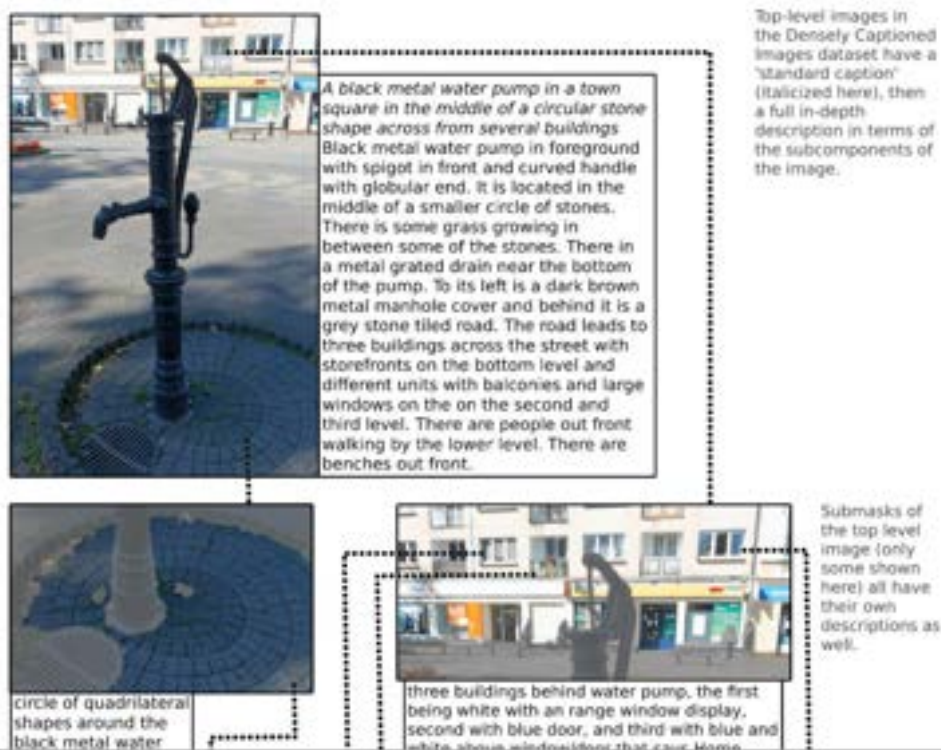 A black metal water pump in a town
square in the middle of a circular stone
shape across from several buildings
Black metal water pump in foreground
with spigot in front and curved handle
with globular end. It is located in the
middle of a smaller circle of stones.
There is some grass growing in
between some of the stones. There in
a metal grated drain near the bottom
of the pump. To its left is a dark brown
metal manhole cover and behind it is a
grey stone tiled road. The road leads to
three buildings across the street with
storefronts on the bottom level and
different units with balconies and large
windows on the on the second and
third level. There are people out front
walking by the lower level. There are
benches out front.
Top-level images in
the Densely Captioned
Images dataset have a
"standard caption"
(italicized here), then
a full in-depth
description in terms of
the subcomponents of
the image.
Submasks of
the top level
image (only
some shown
here) all have
their own
descriptions as
well.
circle of quadrilateral
shapes around the
black metal water
three buildings behind water pump, the first
being white with an range window display,
second with blue door, and third with blue and
white above that says Home